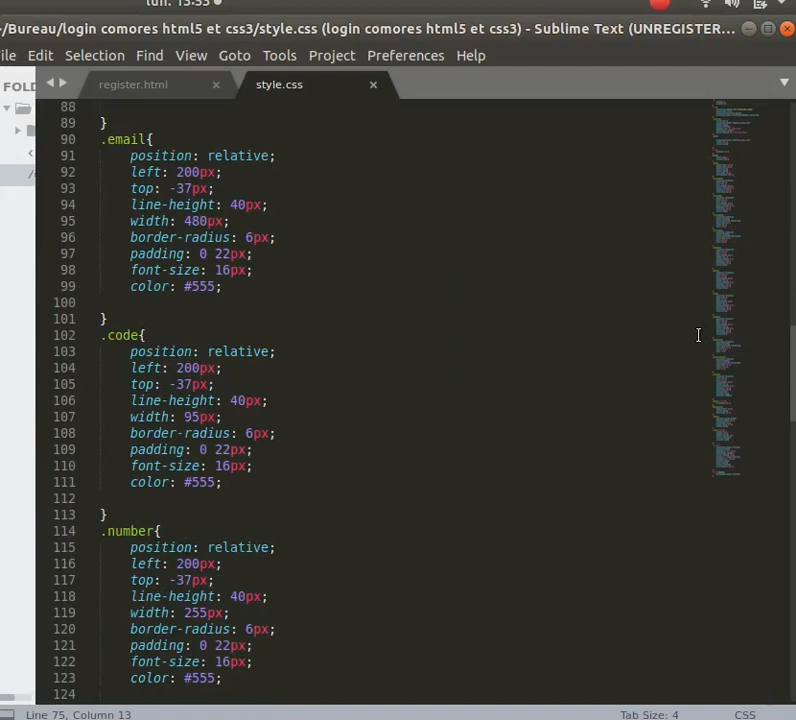 lun. 13:53
-/Bureau/login comores html5 et css3/style.css (login comores html5 et css3) - Sublime Text (UNREGISTER...
ile Edit Selection Find View Goto Tools Project Preferences Help
FOLD
register.html × style.css ×
88
89 }
90 .email{
91 position: relative;
92 left: 200px;
93 top: -37px;
94 line-height: 40px;
95 width: 480px;
96 border-radius: 6px;
97 padding: 0 22px;
98 font-size: 16px;
99 color: #555;
100
101 }
102 .code{
103 position: relative;
104 left: 200px;
105 top: -37px;
106 line-height: 40px;
107 width: 95px;
108 border-radius: 6px;
109 padding: 0 22px;
110 font-size: 16px;
111 color: #555;
112
113 }
114 .number{
115 position: relative;
116 left: 200px;
117 top: -37px;
118 line-height: 40px;
119 width: 255px;
120 border-radius: 6px;
121 padding: 0 22px;
122 font-size: 16px;
123 color: #555;
124
Line 75, Column 13 Tab Size: 4 CSS